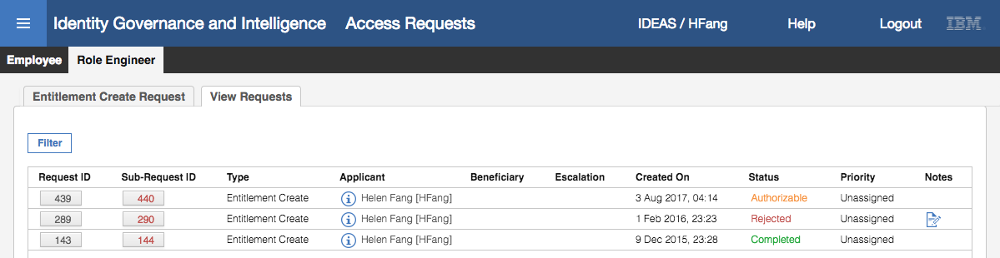 Identity Governance and Intelligence Access Requests IDEAS / HFang Help Logout IBM
Employee Role Engineer
Entitlement Create Request View Requests
Filter
Request ID Sub-Request ID Type Applicant Beneficiary Escalation Created On Status Priority Notes
439 440 Entitlement Create Helen Fang [HFang] 3 Aug 2017, 04:14 Authorizable Unassigned
289 290 Entitlement Create Helen Fang [HFang] 1 Feb 2016, 23:23 Rejected Unassigned
143 144 Entitlement Create Helen Fang [HFang] 9 Dec 2015, 23:28 Completed Unassigned